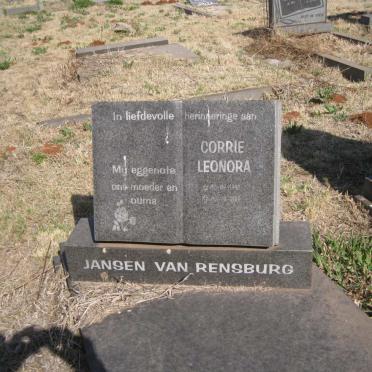 In liefdevolle herinneringe aan
My eggenote
ons moeder en
ouma
CORRIE
LEONORA
JANSEN VAN RENSBURG